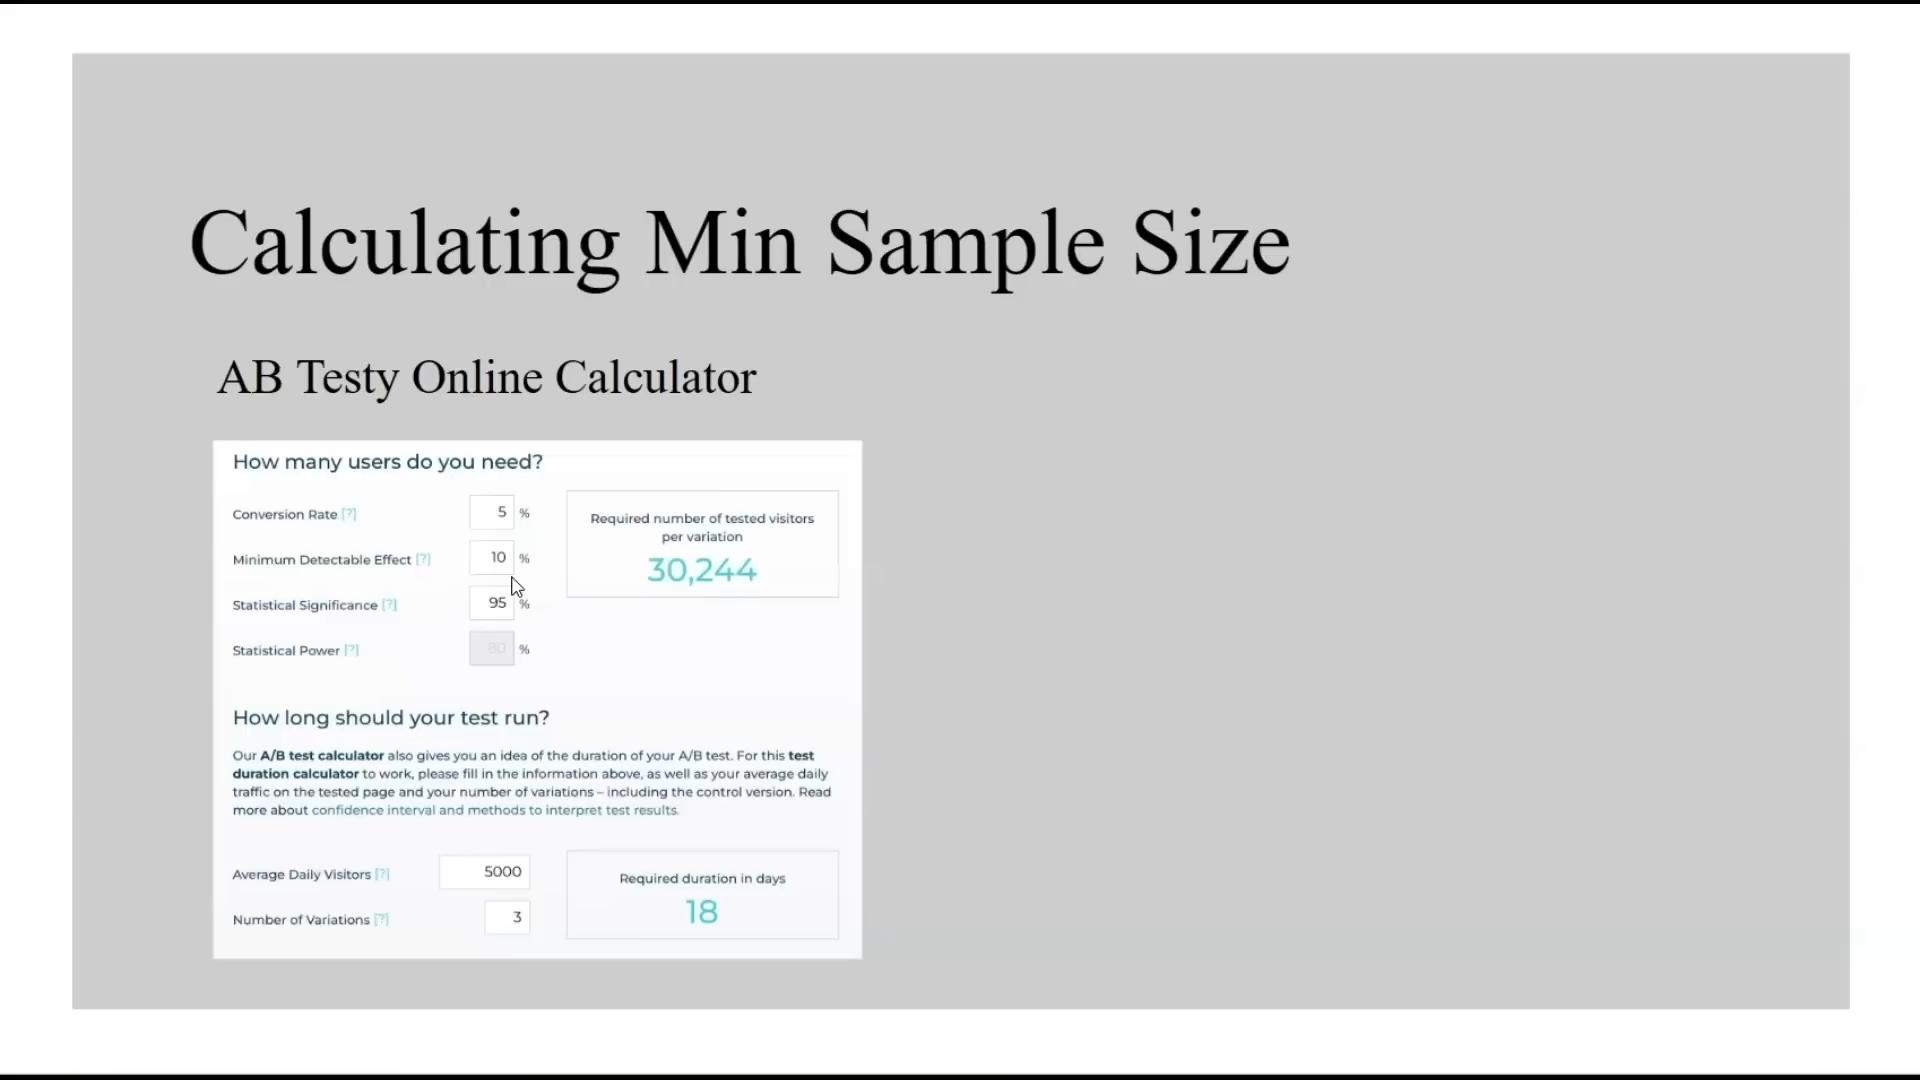 Calculating Min Sample Size
AB Testy Online Calculator
How many users do you need?
Conversion Rate [?] 5 %
Minimum Detectable Effect [?] 10 %
Statistical Significance [?] 95 %
Statistical Power [?] 80 %
Required number of tested visitors
per variation
30,244
How long should your test run?
Our A/B test calculator also gives you an idea of the duration of your A/B test. For this test
duration calculator to work, please fill in the information above, as well as your average daily
traffic on the tested page and your number of variations – including the control version. Read
more about confidence interval and methods to interpret test results.
Average Daily Visitors [?] 5000
Number of Variations [?] 3
Required duration in days
18